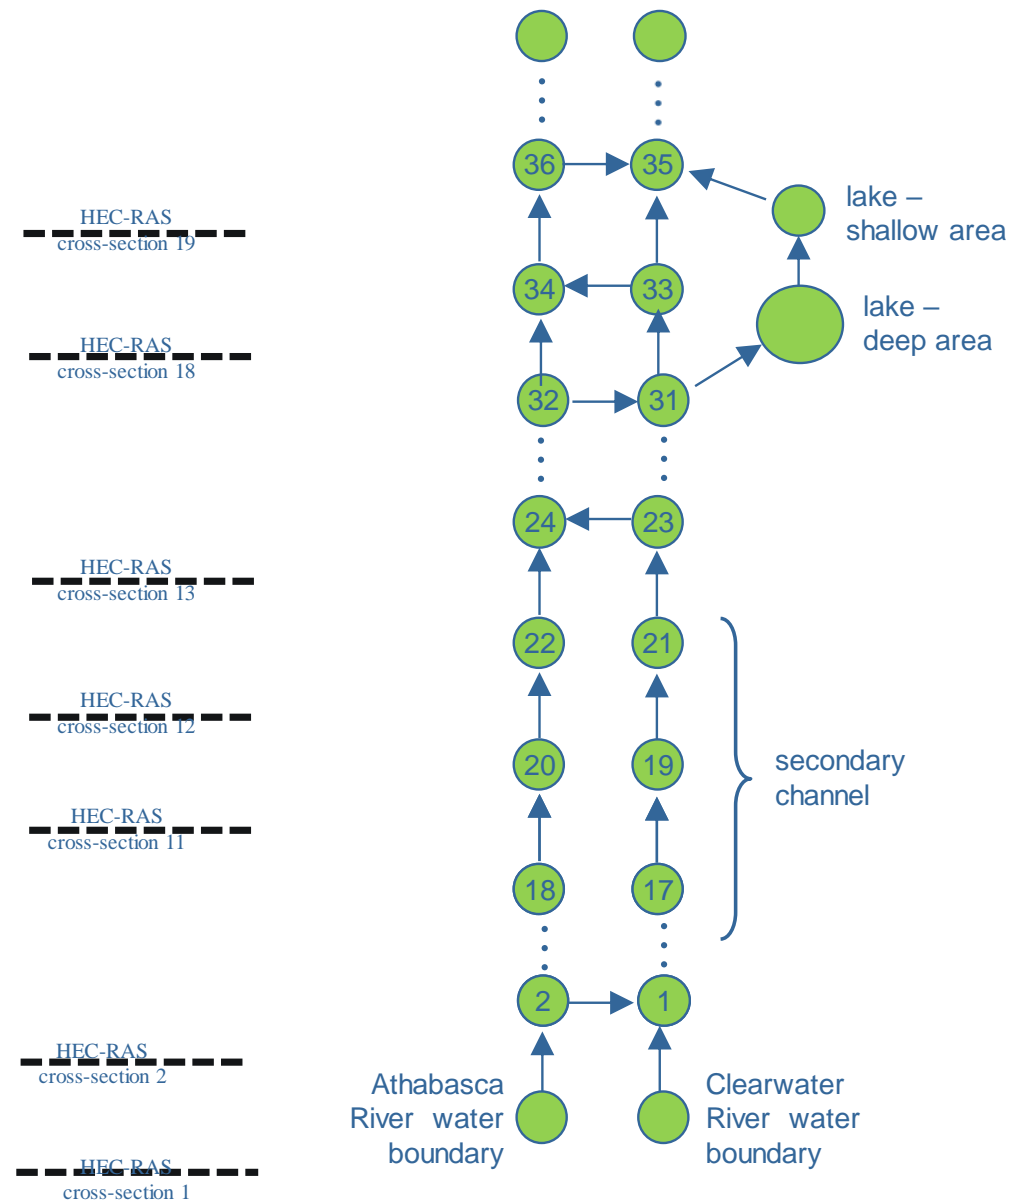 36 35
HEC-RAS
cross-section 19
lake –
shallow area
34 33
lake –
deep area
HEC-RAS
cross-section 18
32 31
24 23
HEC-RAS
cross-section 13
22 21
HEC-RAS
cross-section 12
20 19
secondary
channel
HEC-RAS
cross-section 11
18 17
2 1
HEC-RAS
cross-section 2
Athabasca
River water
boundary
Clearwater
River water
boundary
HEC-RAS
cross-section 1